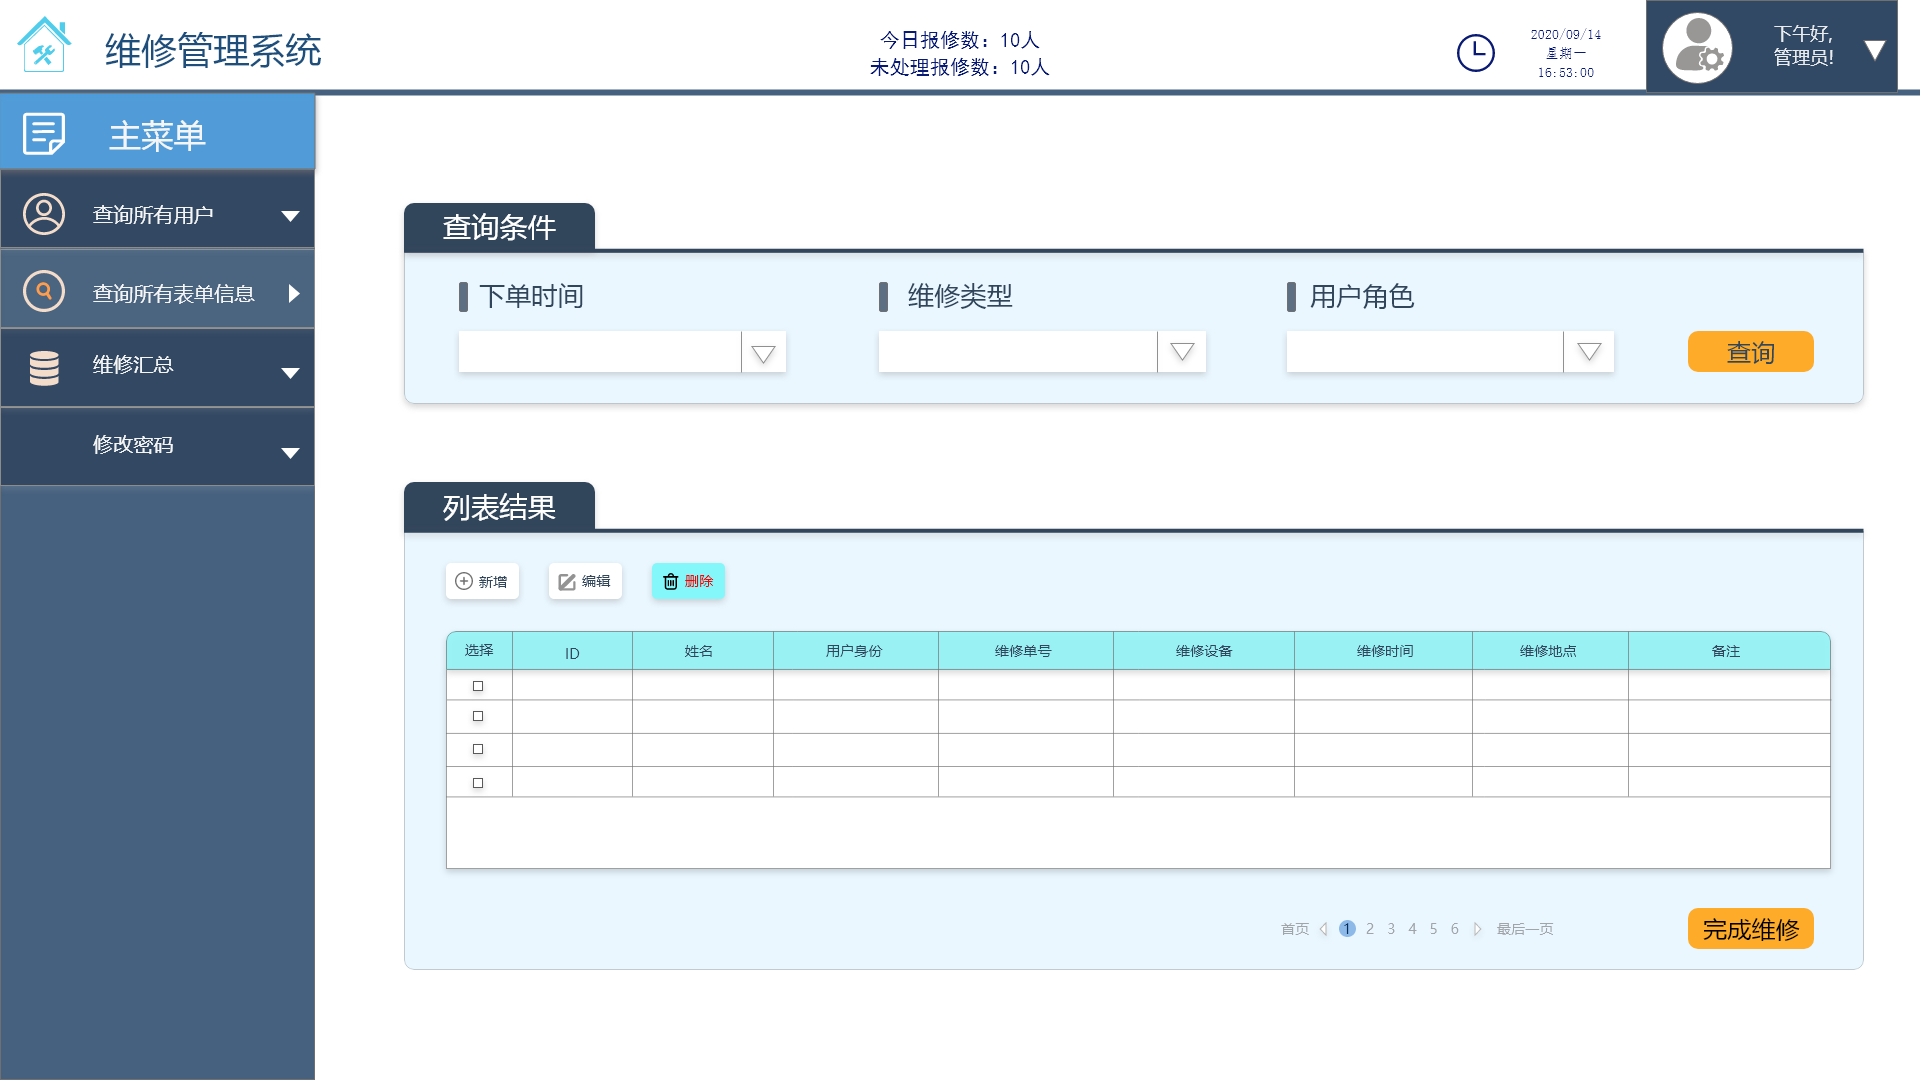 维修管理系统
今日报修数：10人
未处理报修数：10人
2020/09/14
星期一
16:53:00
下午好,
管理员!
主菜单
查询所有用户
查询所有表单信息
维修汇总
修改密码
查询条件
下单时间
维修类型
用户角色
查询
列表结果
新增
编辑
删除
选择 ID 姓名 用户身份 维修单号 维修设备 维修时间 维修地点 备注
首页 1 2 3 4 5 6 最后一页
完成维修